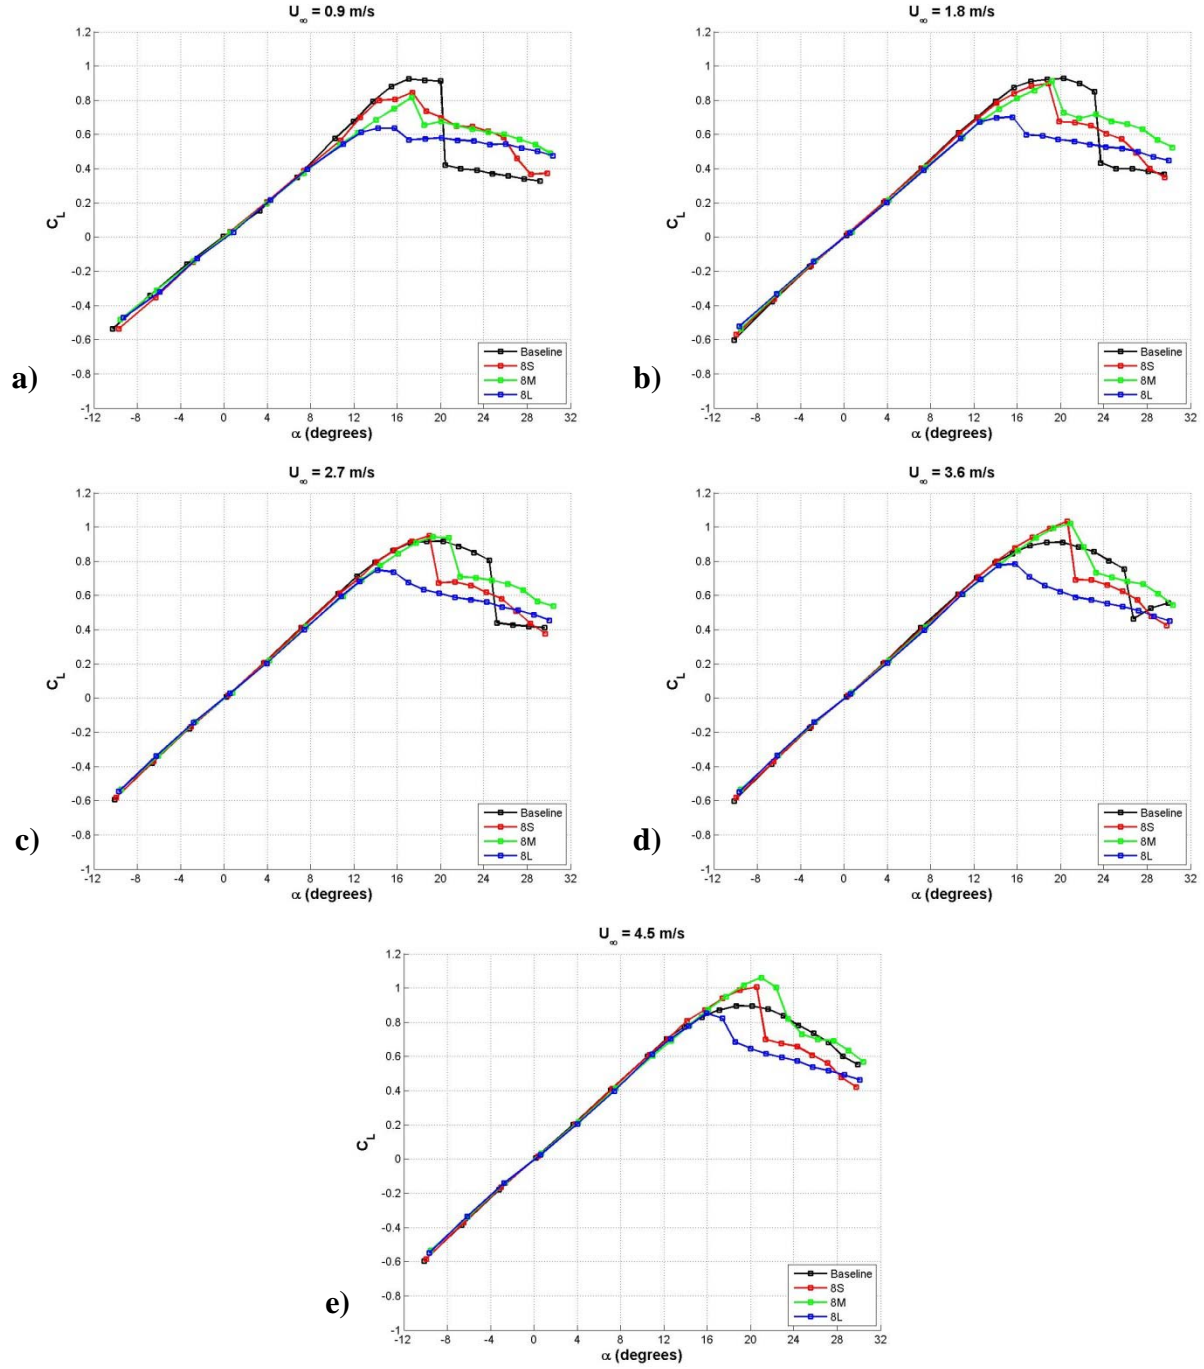 U∞ = 0.9 m/s
1.2
1
0.8
0.6
0.4
0.2
0
-0.2
-0.4
-0.6
-0.8
-1
C_L
-12 -8 -4 0 4 8 12 16 20 24 28 32
α (degrees)
Baseline
8S
8M
8L
a)
U∞ = 1.8 m/s
1.2
1
0.8
0.6
0.4
0.2
0
-0.2
-0.4
-0.6
-0.8
-1
C_L
-12 -8 -4 0 4 8 12 16 20 24 28 32
α (degrees)
Baseline
8S
8M
8L
b)
U∞ = 2.7 m/s
1.2
1
0.8
0.6
0.4
0.2
0
-0.2
-0.4
-0.6
-0.8
-1
C_L
-12 -8 -4 0 4 8 12 16 20 24 28 32
α (degrees)
Baseline
8S
8M
8L
c)
U∞ = 3.6 m/s
1.2
1
0.8
0.6
0.4
0.2
0
-0.2
-0.4
-0.6
-0.8
-1
C_L
-12 -8 -4 0 4 8 12 16 20 24 28 32
α (degrees)
Baseline
8S
8M
8L
d)
U∞ = 4.5 m/s
1.2
1
0.8
0.6
0.4
0.2
0
-0.2
-0.4
-0.6
-0.8
-1
C_L
-12 -8 -4 0 4 8 12 16 20 24 28 32
α (degrees)
Baseline
8S
8M
8L
e)